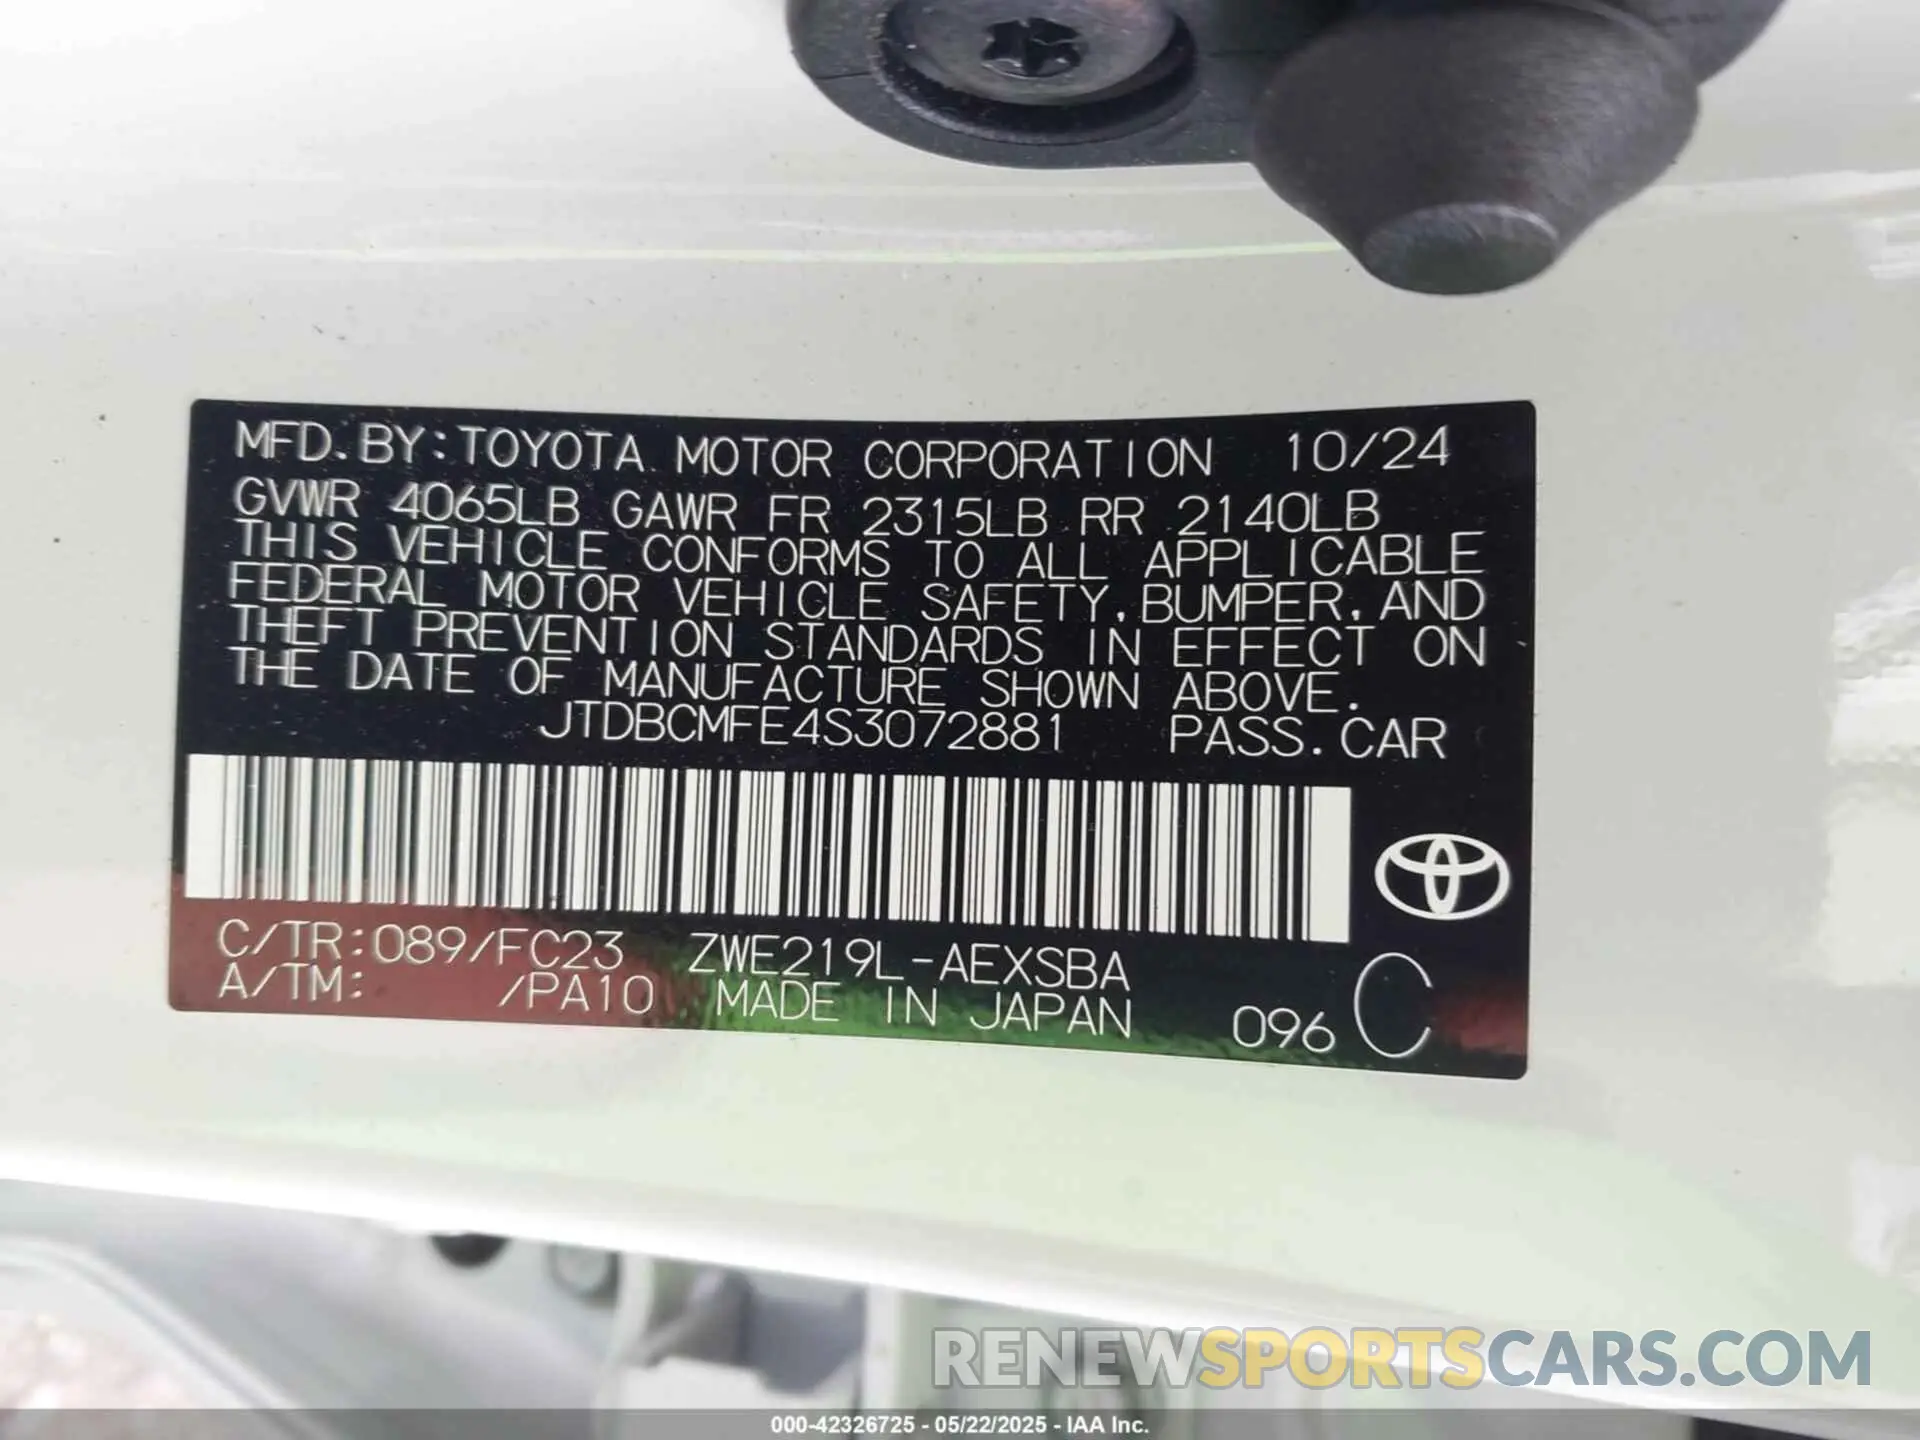 MFD.BY:TOYOTA MOTOR CORPORATION 10/24
GVWR 4065LB GAWR FR 2315LB RR 2140LB
THIS VEHICLE CONFORMS TO ALL APPLICABLE
FEDERAL MOTOR VEHICLE SAFETY,BUMPER,AND
THEFT PREVENTION STANDARDS IN EFFECT ON
THE DATE OF MANUFACTURE SHOWN ABOVE.
JTDBCMFE4S3072881 PASS.CAR
C/TR:089/FC23 ZWE219L-AEXSBA
A/TM: /PA10 MADE IN JAPAN 096 C
RENEWSPORTSCARS.COM
000-42326725 - 05/22/2025 - IAA Inc.